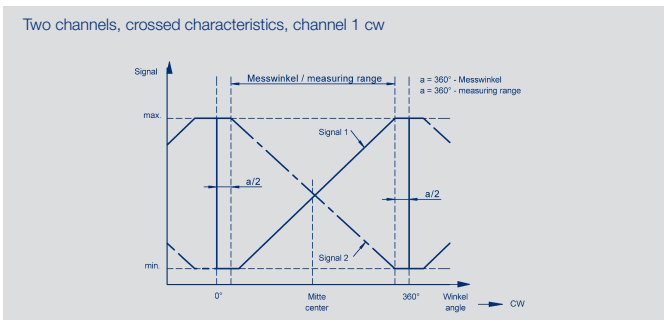 Two channels, crossed characteristics, channel 1 cw
Signal
Messwinkel / measuring range
a = 360° - Messwinkel
a = 360° - measuring range
max.
Signal 1
a/2
a/2
Signal 2
min.
0°
Mitte
center
360°
Winkel
angle
CW